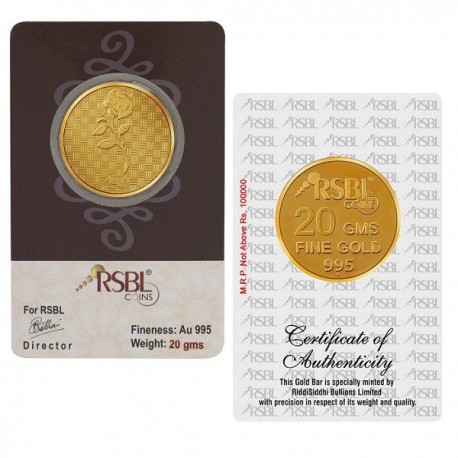 RSBL®
COINS
For RSBL
Director
Fineness: Au 995
Weight: 20 gms
RSBL
COINS
20 GMS
FINE GOLD
995
M.R.P. Not Above Rs. 100000
Certificate of
Authenticity
This Gold Bar is specially minted by
RiddiSiddhi Bullions Limited
with precision in respect of its weight and quality.